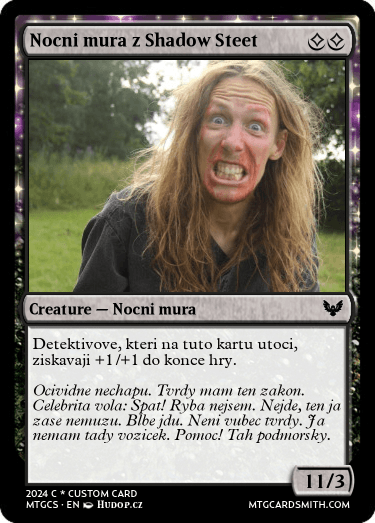 Nocni mura z Shadow Steet
Creature — Nocni mura
Detektivove, kteri na tuto kartu utoci,
ziskavaji +1/+1 do konce hry.
Ocividne nechapu. Tvrdy mam ten zakon.
Celebrita vola: Spat! Ryba nejsem. Nejde, ten ja
zase nemuzu. Blbe jdu. Neni vubec tvrdy. Ja
nemam tady vozicek. Pomoc! Tah podmorsky.
11/3
2024 C * CUSTOM CARD
MTGCS · EN HUDOP.CZ
MTGCARDSMITH.COM